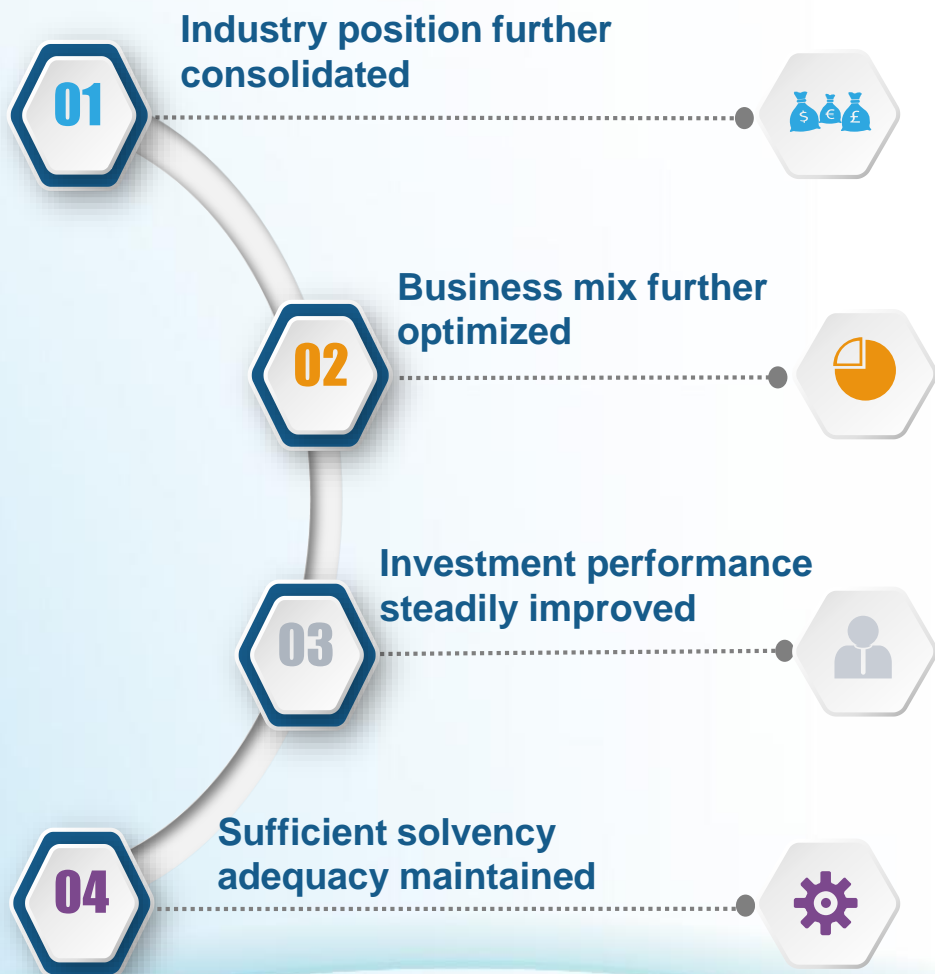 Industry position further
consolidated
01
$ € £
Business mix further
optimized
02
Investment performance
steadily improved
03
Sufficient solvency
adequacy maintained
04